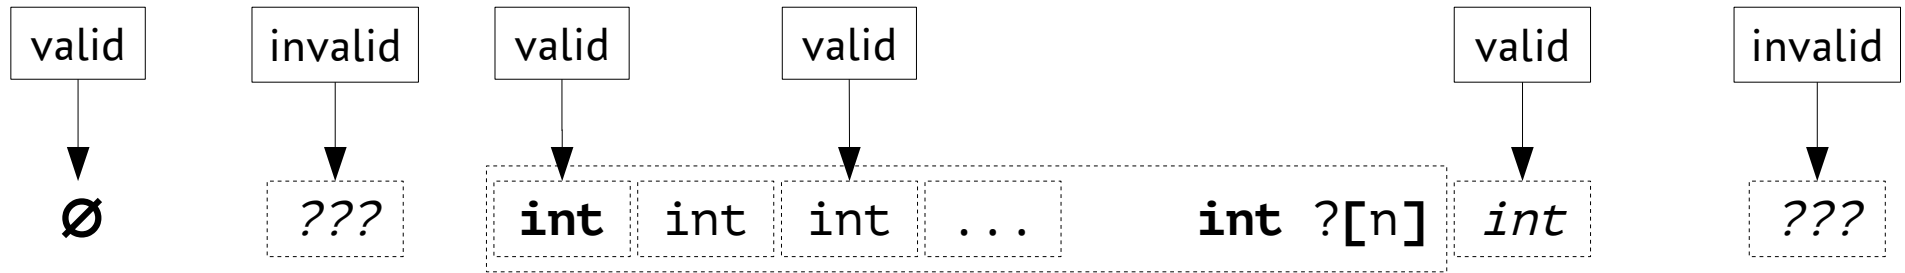 valid invalid valid valid valid invalid
∅ ??? int int int ... int ?[n] int ???